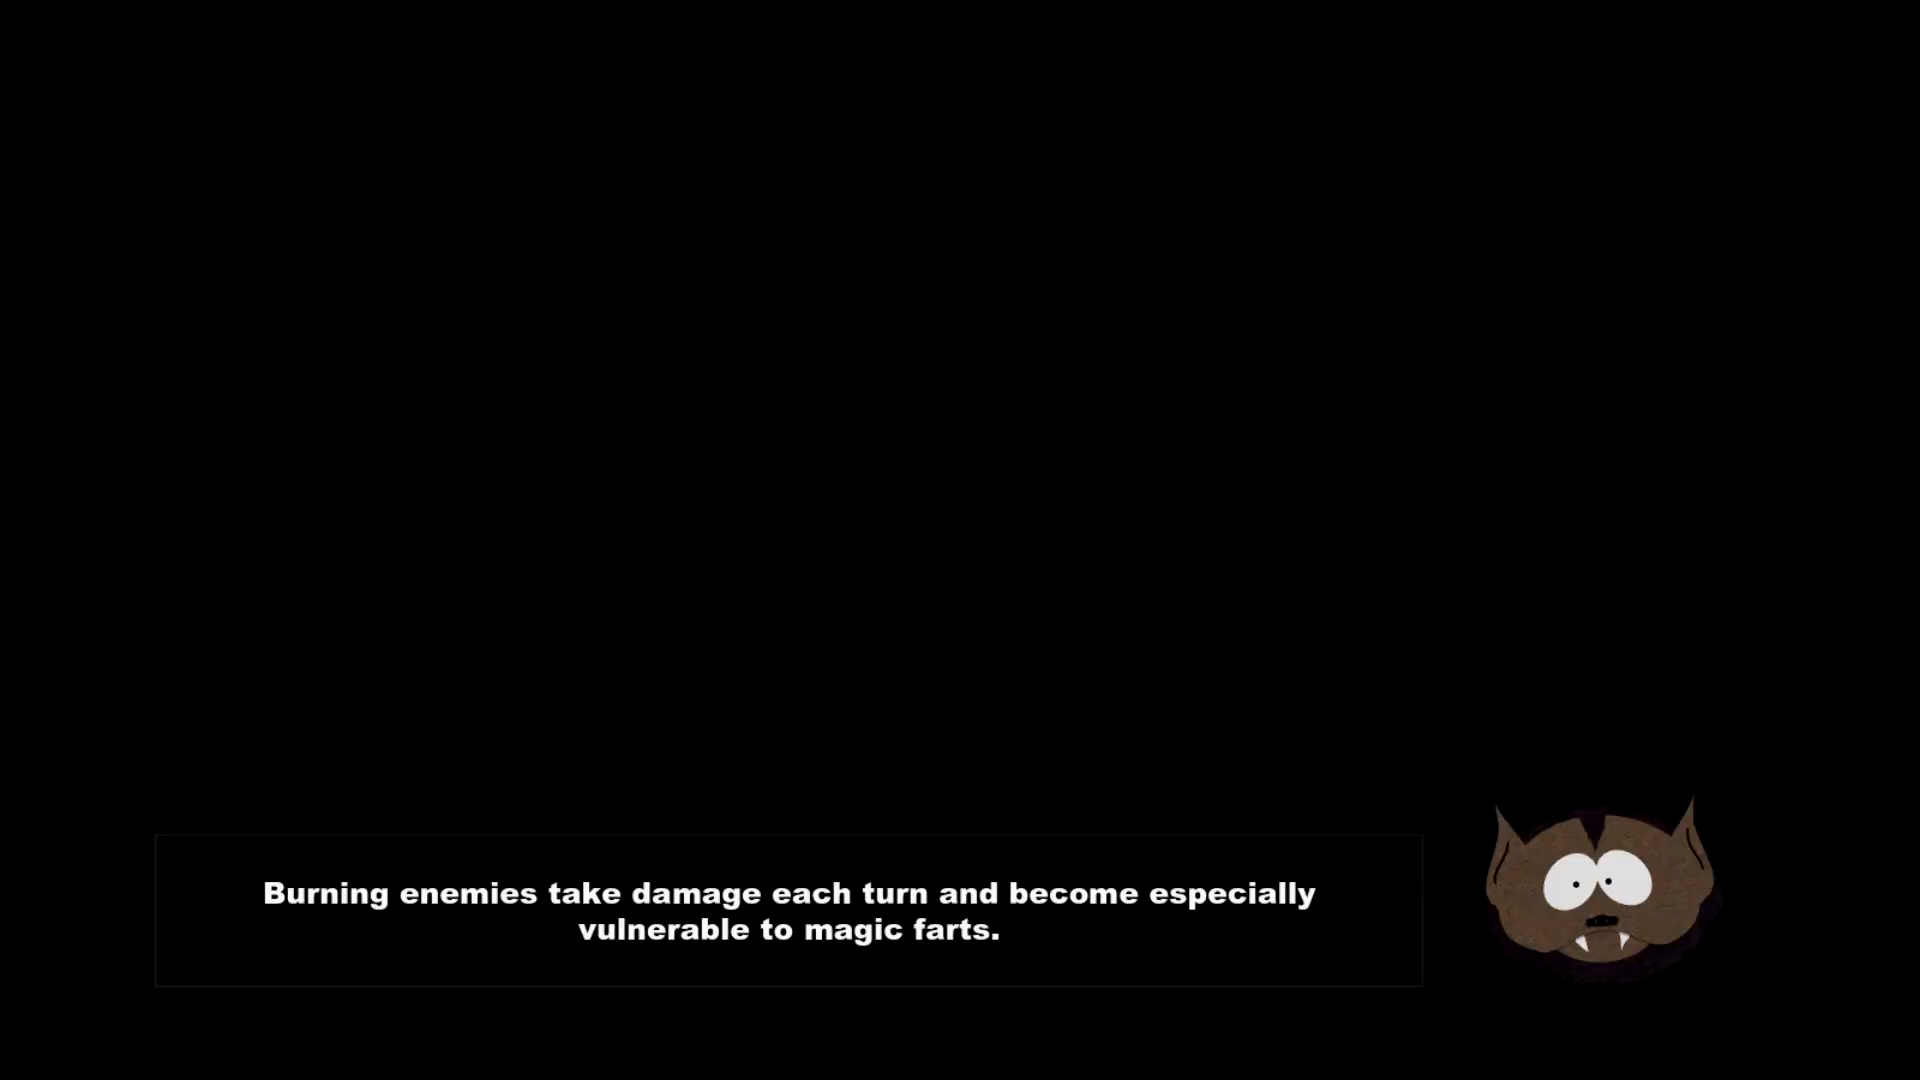 Burning enemies take damage each turn and become especially
vulnerable to magic farts.